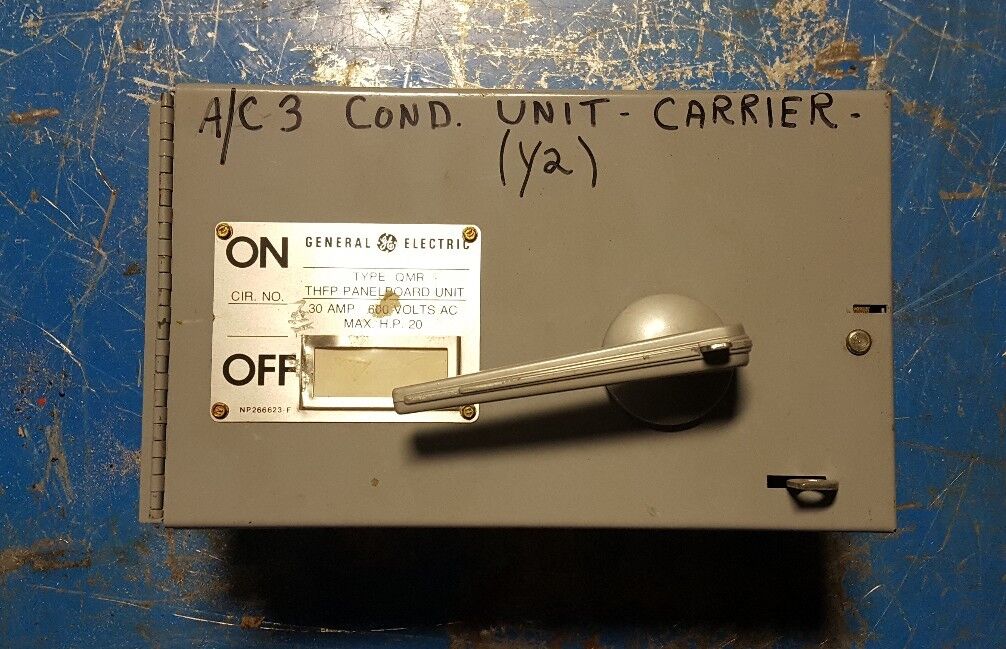 A/C 3 COND. UNIT - CARRIER -
(Y2)
ON
GENERAL GE ELECTRIC
TYPE QMR
CIR. NO.
THFP PANELBOARD UNIT
30 AMP 600 VOLTS AC
MAX. H.P. 20
OFF
NP266623-F